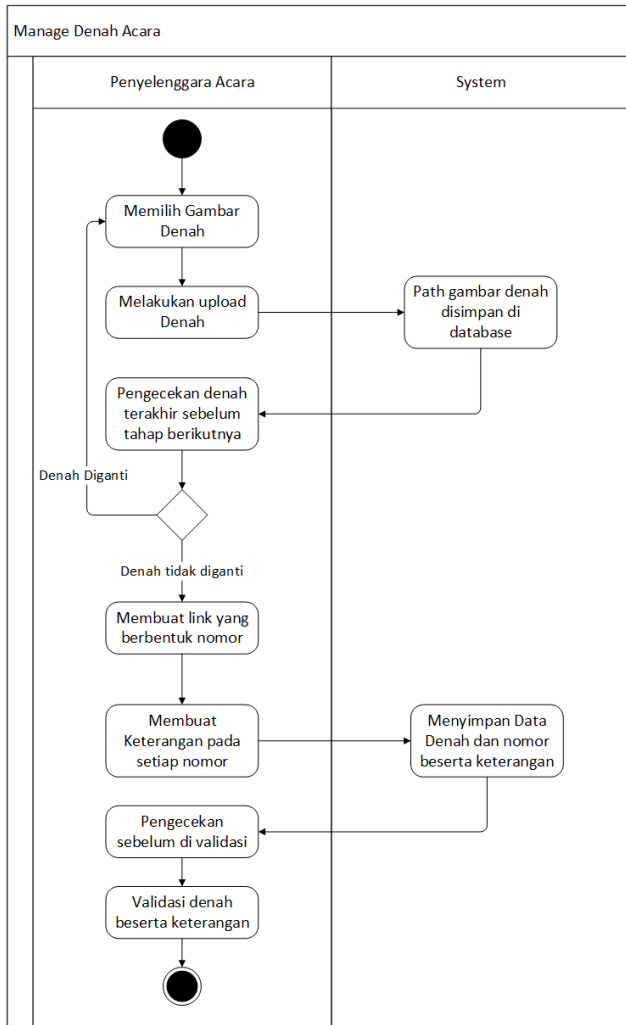 Manage Denah Acara
Penyelenggara Acara
System
Memilih Gambar
Denah
Melakukan upload
Denah
Path gambar denah
disimpan di
database
Pengecekan denah
terakhir sebelum
tahap berikutnya
Denah Diganti
Denah tidak diganti
Membuat link yang
berbentuk nomor
Membuat
Keterangan pada
setiap nomor
Menyimpan Data
Denah dan nomor
beserta keterangan
Pengecekan
sebelum di validasi
Validasi denah
beserta keterangan